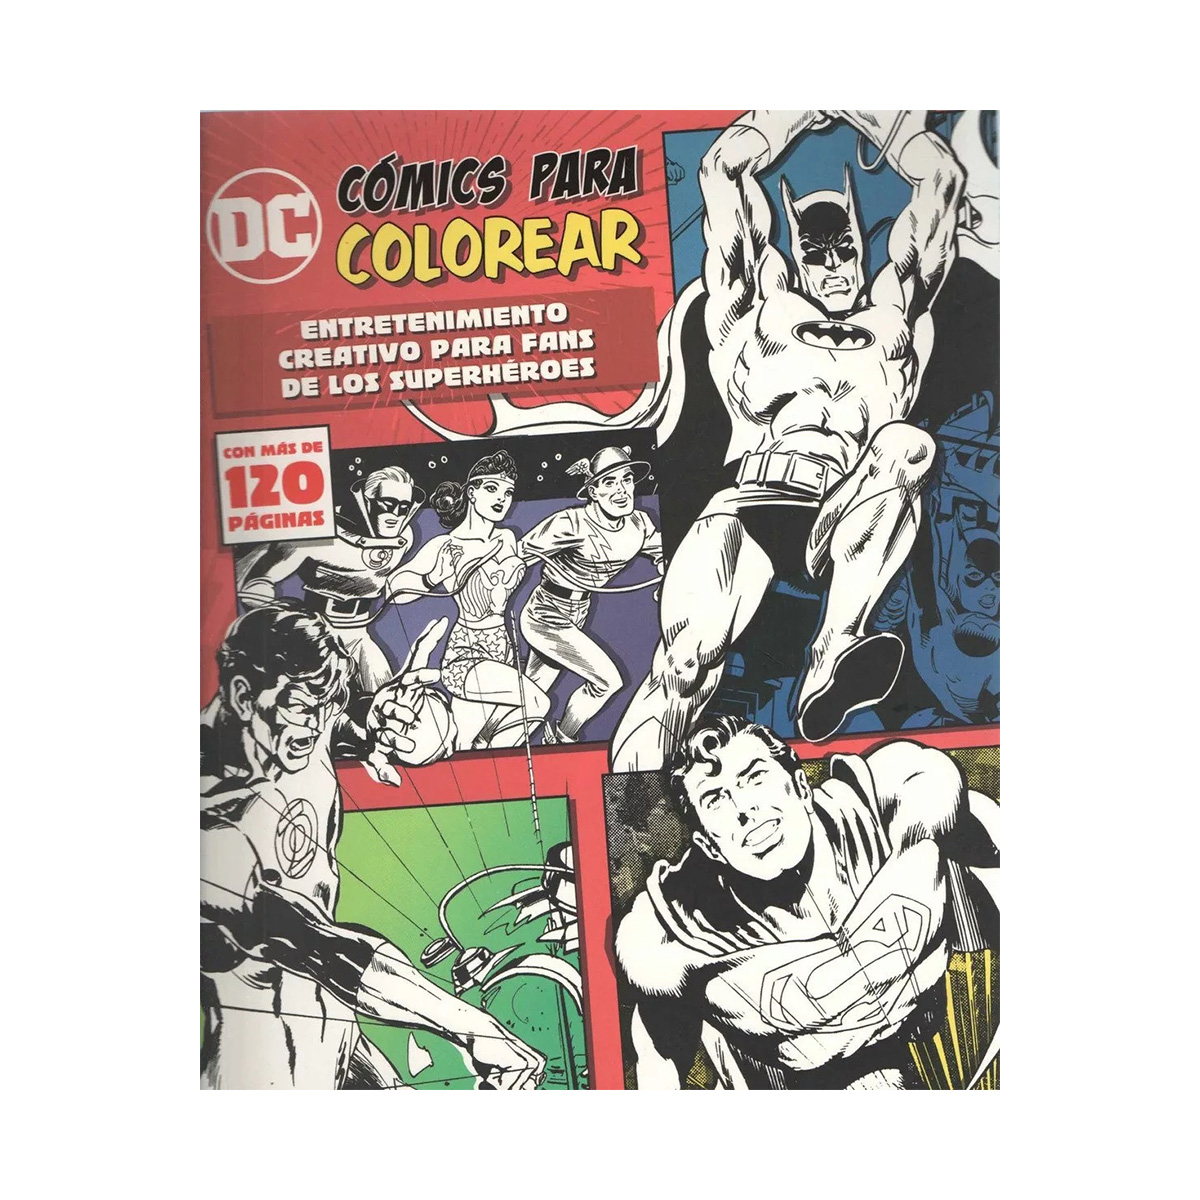 DC
CÓMICS PARA
COLOREAR
ENTRETENIMIENTO
CREATIVO PARA FANS
DE LOS SUPERHÉROES
CON MÁS DE
120
PÁGINAS